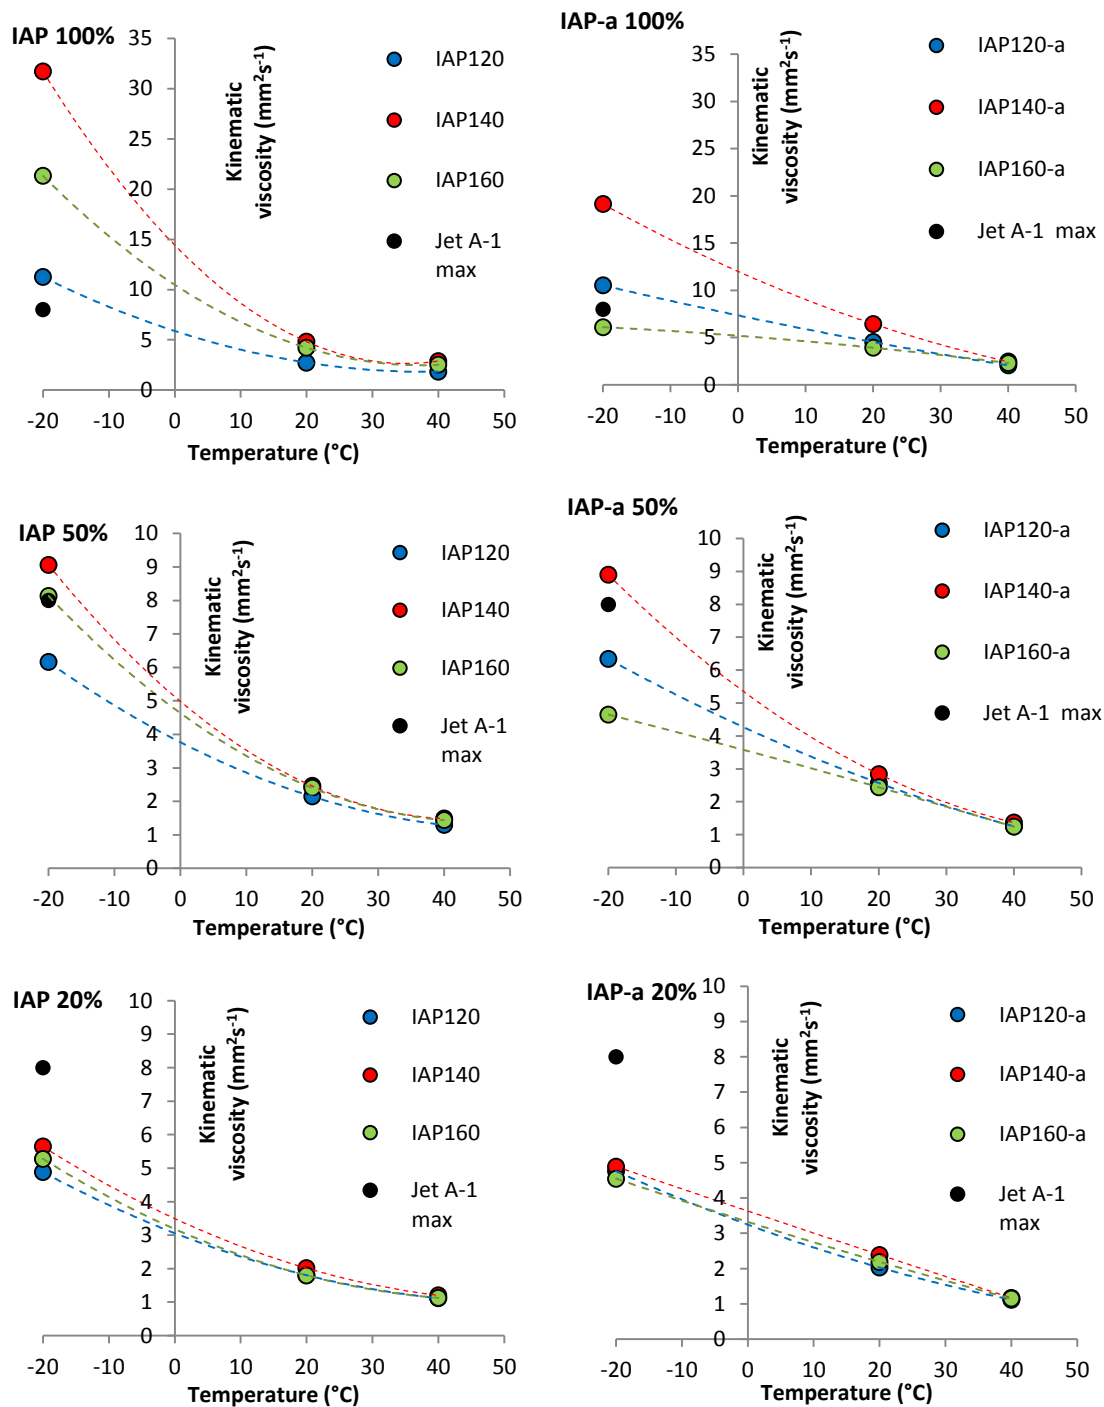 IAP 100%
35
30
25
20
15
10
5
0
-20 -10 0 10 20 30 40 50
Temperature (°C)
Kinematic
viscosity (mm²s⁻¹)
IAP120
IAP140
IAP160
Jet A-1
max
IAP-a 100%
35
30
25
20
15
10
5
0
-20 -10 0 10 20 30 40 50
Temperature (°C)
Kinematic
viscosity (mm²s⁻¹)
IAP120-a
IAP140-a
IAP160-a
Jet A-1 max
IAP 50%
10
9
8
7
6
5
4
3
2
1
0
-20 -10 0 10 20 30 40 50
Temperature (°C)
Kinematic
viscosity (mm²s⁻¹)
IAP120
IAP140
IAP160
Jet A-1
max
IAP-a 50%
10
9
8
7
6
5
4
3
2
1
0
-20 -10 0 10 20 30 40 50
Temperature (°C)
Kinematic
viscosity (mm²s⁻¹)
IAP120-a
IAP140-a
IAP160-a
Jet A-1 max
IAP 20%
10
9
8
7
6
5
4
3
2
1
0
-20 -10 0 10 20 30 40 50
Temperature (°C)
Kinematic
viscosity (mm²s⁻¹)
IAP120
IAP140
IAP160
Jet A-1
max
IAP-a 20%
10
9
8
7
6
5
4
3
2
1
0
-20 -10 0 10 20 30 40 50
Temperature (°C)
Kinematic
viscosity (mm²s⁻¹)
IAP120-a
IAP140-a
IAP160-a
Jet A-1
max